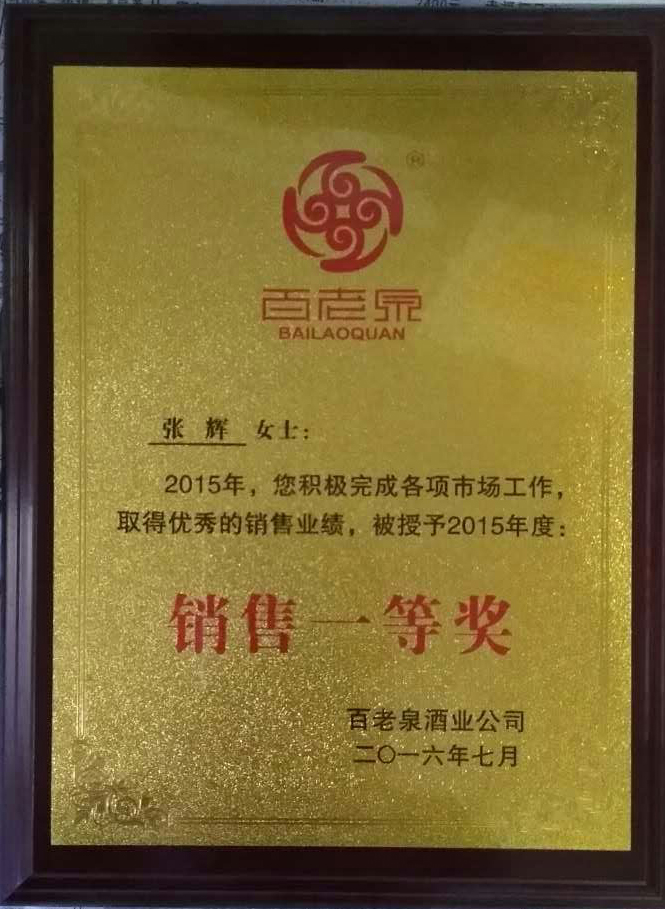 ®
百老泉
BAILAOQUAN
张 辉 女士：
2015年，您积极完成各项市场工作，
取得优秀的销售业绩，被授予2015年度：
销售一等奖
百老泉酒业公司
二〇一六年七月